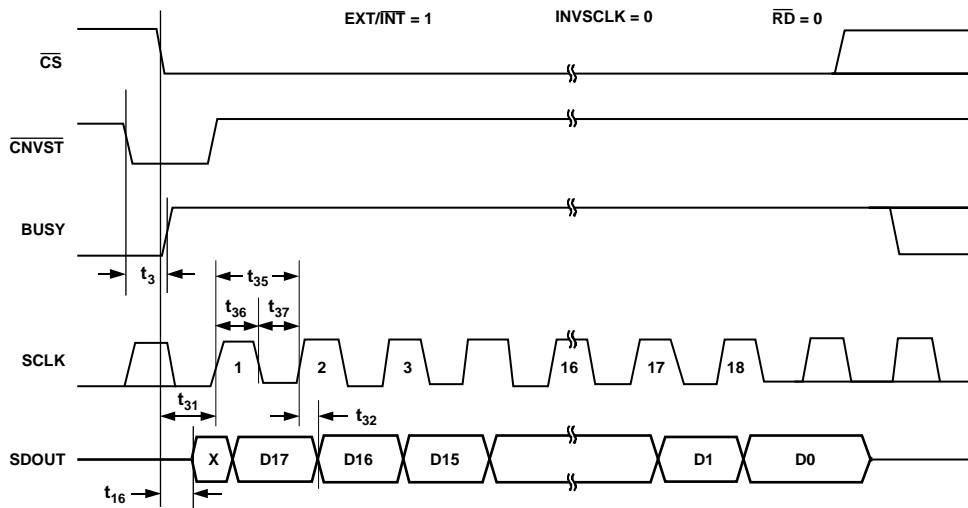 EXT/INT = 1 INVSCLK = 0 RD = 0
CS
CNVST
BUSY
t3
t35
t36 t37
SCLK 1 2 3 16 17 18
t31
t32
SDOUT X D17 D16 D15 D1 D0
t16